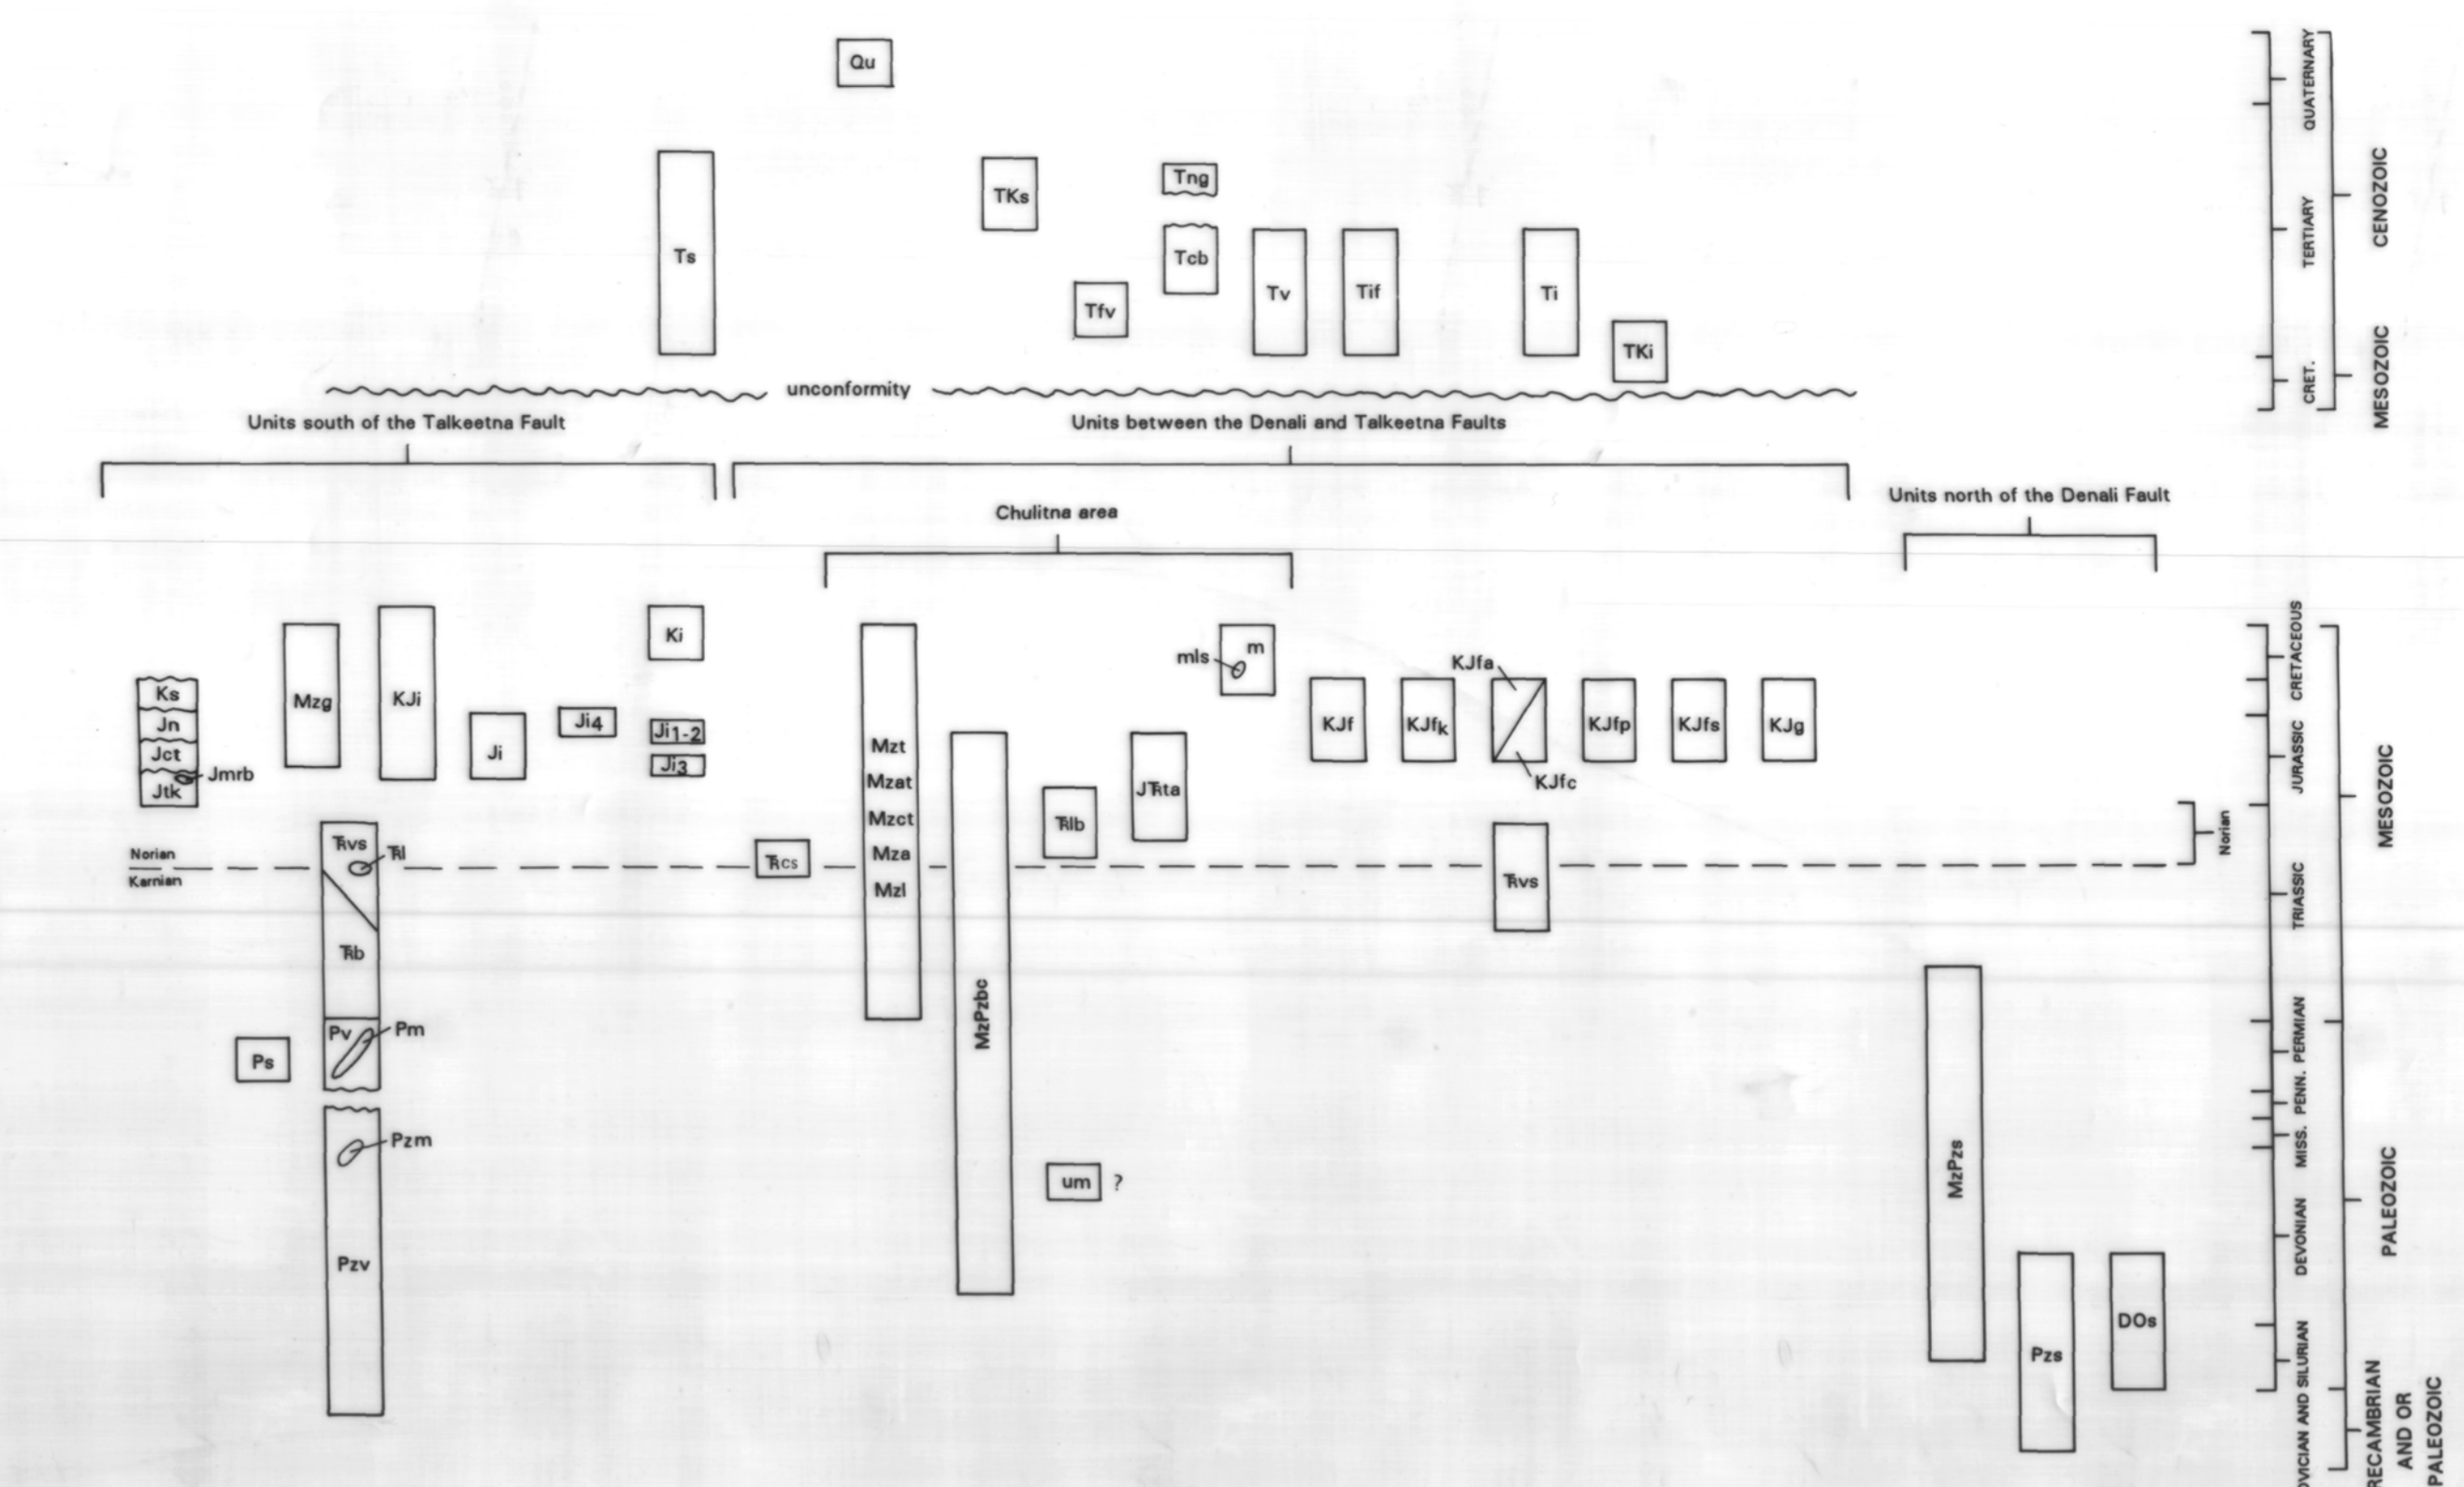 Qu
QUATERNARY
Ts
TKs
Tng
Tcb
Tfv
Tv
Tif
Ti
TKi
TERTIARY
CENOZOIC
CRET.
MESOZOIC
unconformity
Units south of the Talkeetna Fault
Units between the Denali and Talkeetna Faults
Units north of the Denali Fault
Chulitna area
Ks
Jn
Jct
Jmrb
Jtk
Mzg
KJi
Ji
Ji4
Ki
Ji1-2
Ji3
Mzt
Mzat
Mzct
Mza
Mzl
MzPzbc
TRlb
JTRta
mls
m
KJf
KJfk
KJfa
KJfc
KJfp
KJfs
KJg
CRETACEOUS
JURASSIC
MESOZOIC
Norian
Karnian
TRvs
TRl
TRcs
TRvs
Norian
TRIASSIC
TRb
Ps
Pv
Pm
Pzm
Pzv
um ?
MzPzs
Pzs
DOs
PERMIAN
PENN.
MISS.
DEVONIAN
PALEOZOIC
AND SILURIAN
AND OR
PALEOZOIC